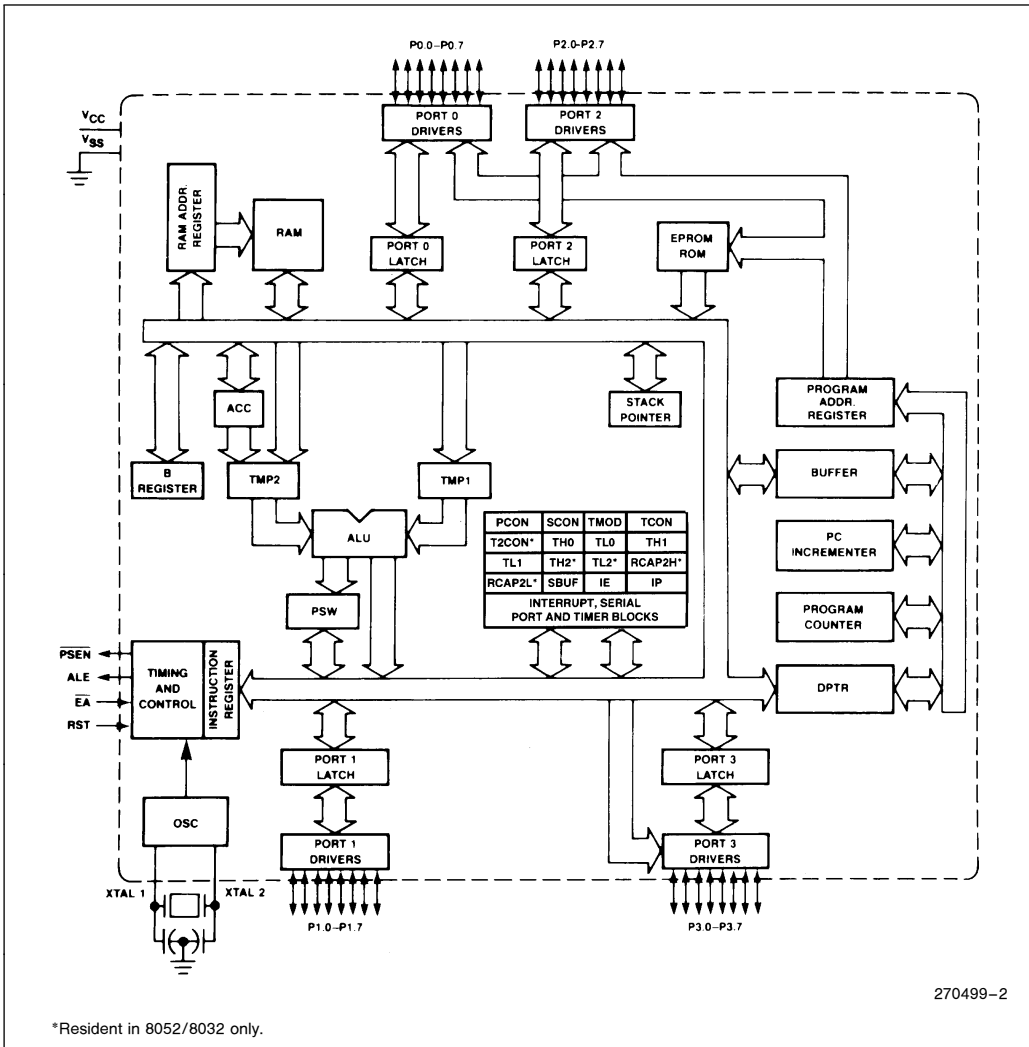 P0.0–P0.7
P2.0-P2.7
VCC
VSS
PORT 0
DRIVERS
PORT 2
DRIVERS
RAM ADDR.
REGISTER
RAM
PORT 0
LATCH
PORT 2
LATCH
EPROM
ROM
ACC
STACK
POINTER
PROGRAM
ADDR.
REGISTER
B
REGISTER
TMP2
TMP1
BUFFER
ALU
PCON SCON TMOD TCON
T2CON* TH0 TL0 TH1
TL1 TH2* TL2* RCAP2H*
RCAP2L* SBUF IE IP
INTERRUPT, SERIAL
PORT AND TIMER BLOCKS
PC
INCREMENTER
PSW
PROGRAM
COUNTER
PSEN
ALE
EA
RST
TIMING
AND
CONTROL
INSTRUCTION
REGISTER
DPTR
PORT 1
LATCH
PORT 3
LATCH
OSC
PORT 1
DRIVERS
PORT 3
DRIVERS
XTAL 1
XTAL 2
P1.0–P1.7
P3.0–P3.7
270499–2
*Resident in 8052/8032 only.